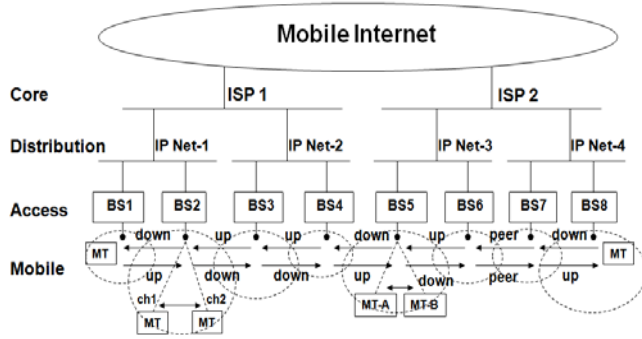 Mobile Internet
Core ISP 1 ISP 2
Distribution IP Net-1 IP Net-2 IP Net-3 IP Net-4
Access BS1 BS2 BS3 BS4 BS5 BS6 BS7 BS8
down up up down up peer down
MT MT
Mobile
up down down up down peer up
ch1 ch2 MT-A MT-B
MT MT